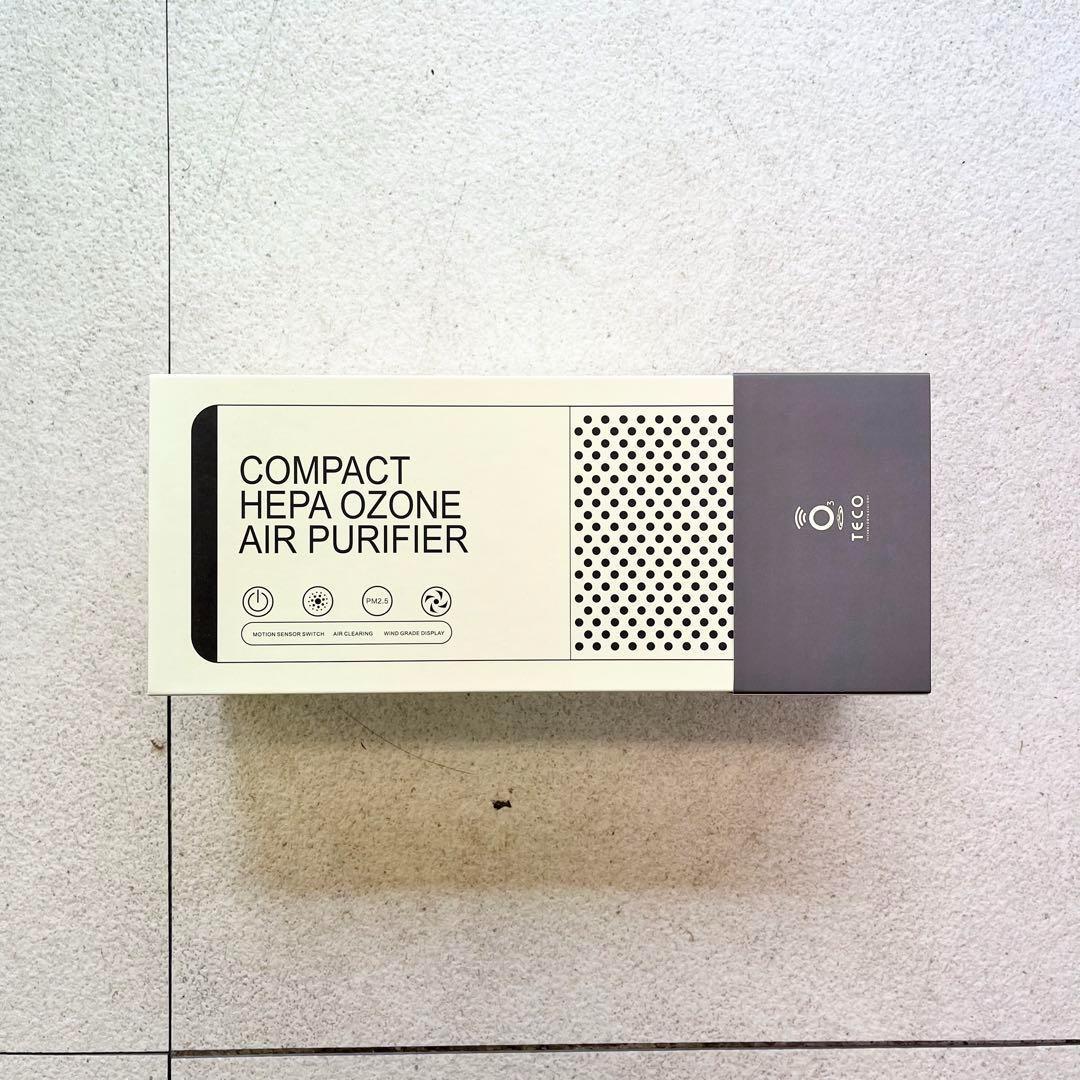 COMPACT
HEPA OZONE
AIR PURIFIER
PM2.5
MOTION SENSOR SWITCH AIR CLEARING WIND GRADE DISPLAY
O3
TECO